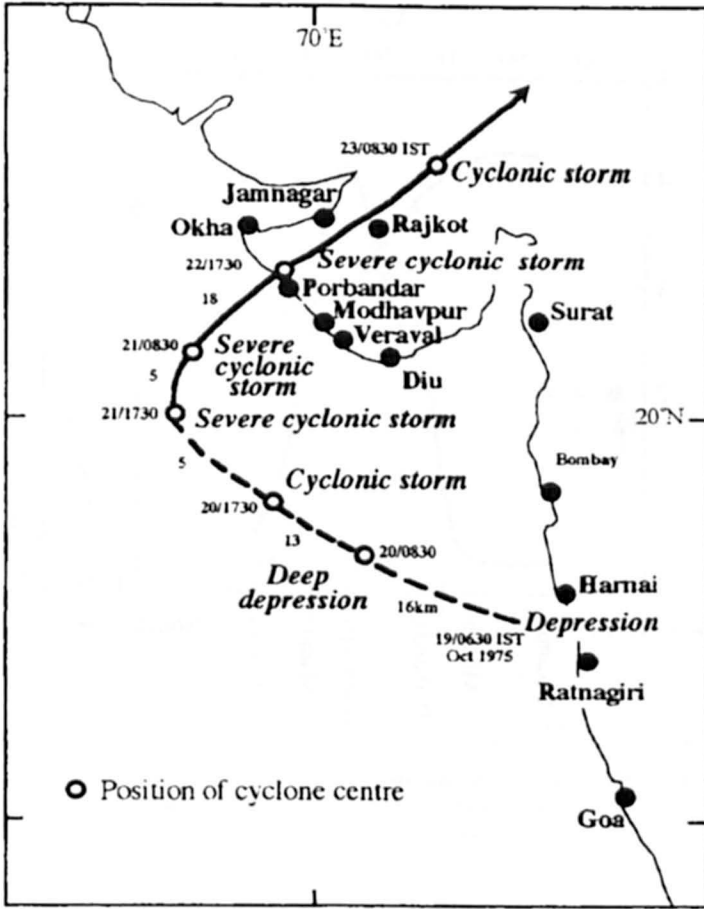 70°E
23/0830 IST
Cyclonic storm
Jamnagar
Okha
Rajkot
22/1730
Severe cyclonic storm
Porbandar
18
Modhavpur
Surat
Veraval
21/0830
Severe
cyclonic
storm
5
Diu
21/1730
Severe cyclonic storm
20°N
5
Bombay
Cyclonic storm
20/1730
13
20/0830
Deep
depression
Harnai
16km
Depression
19/0630 IST
Oct 1975
Ratnagiri
Position of cyclone centre
Goa